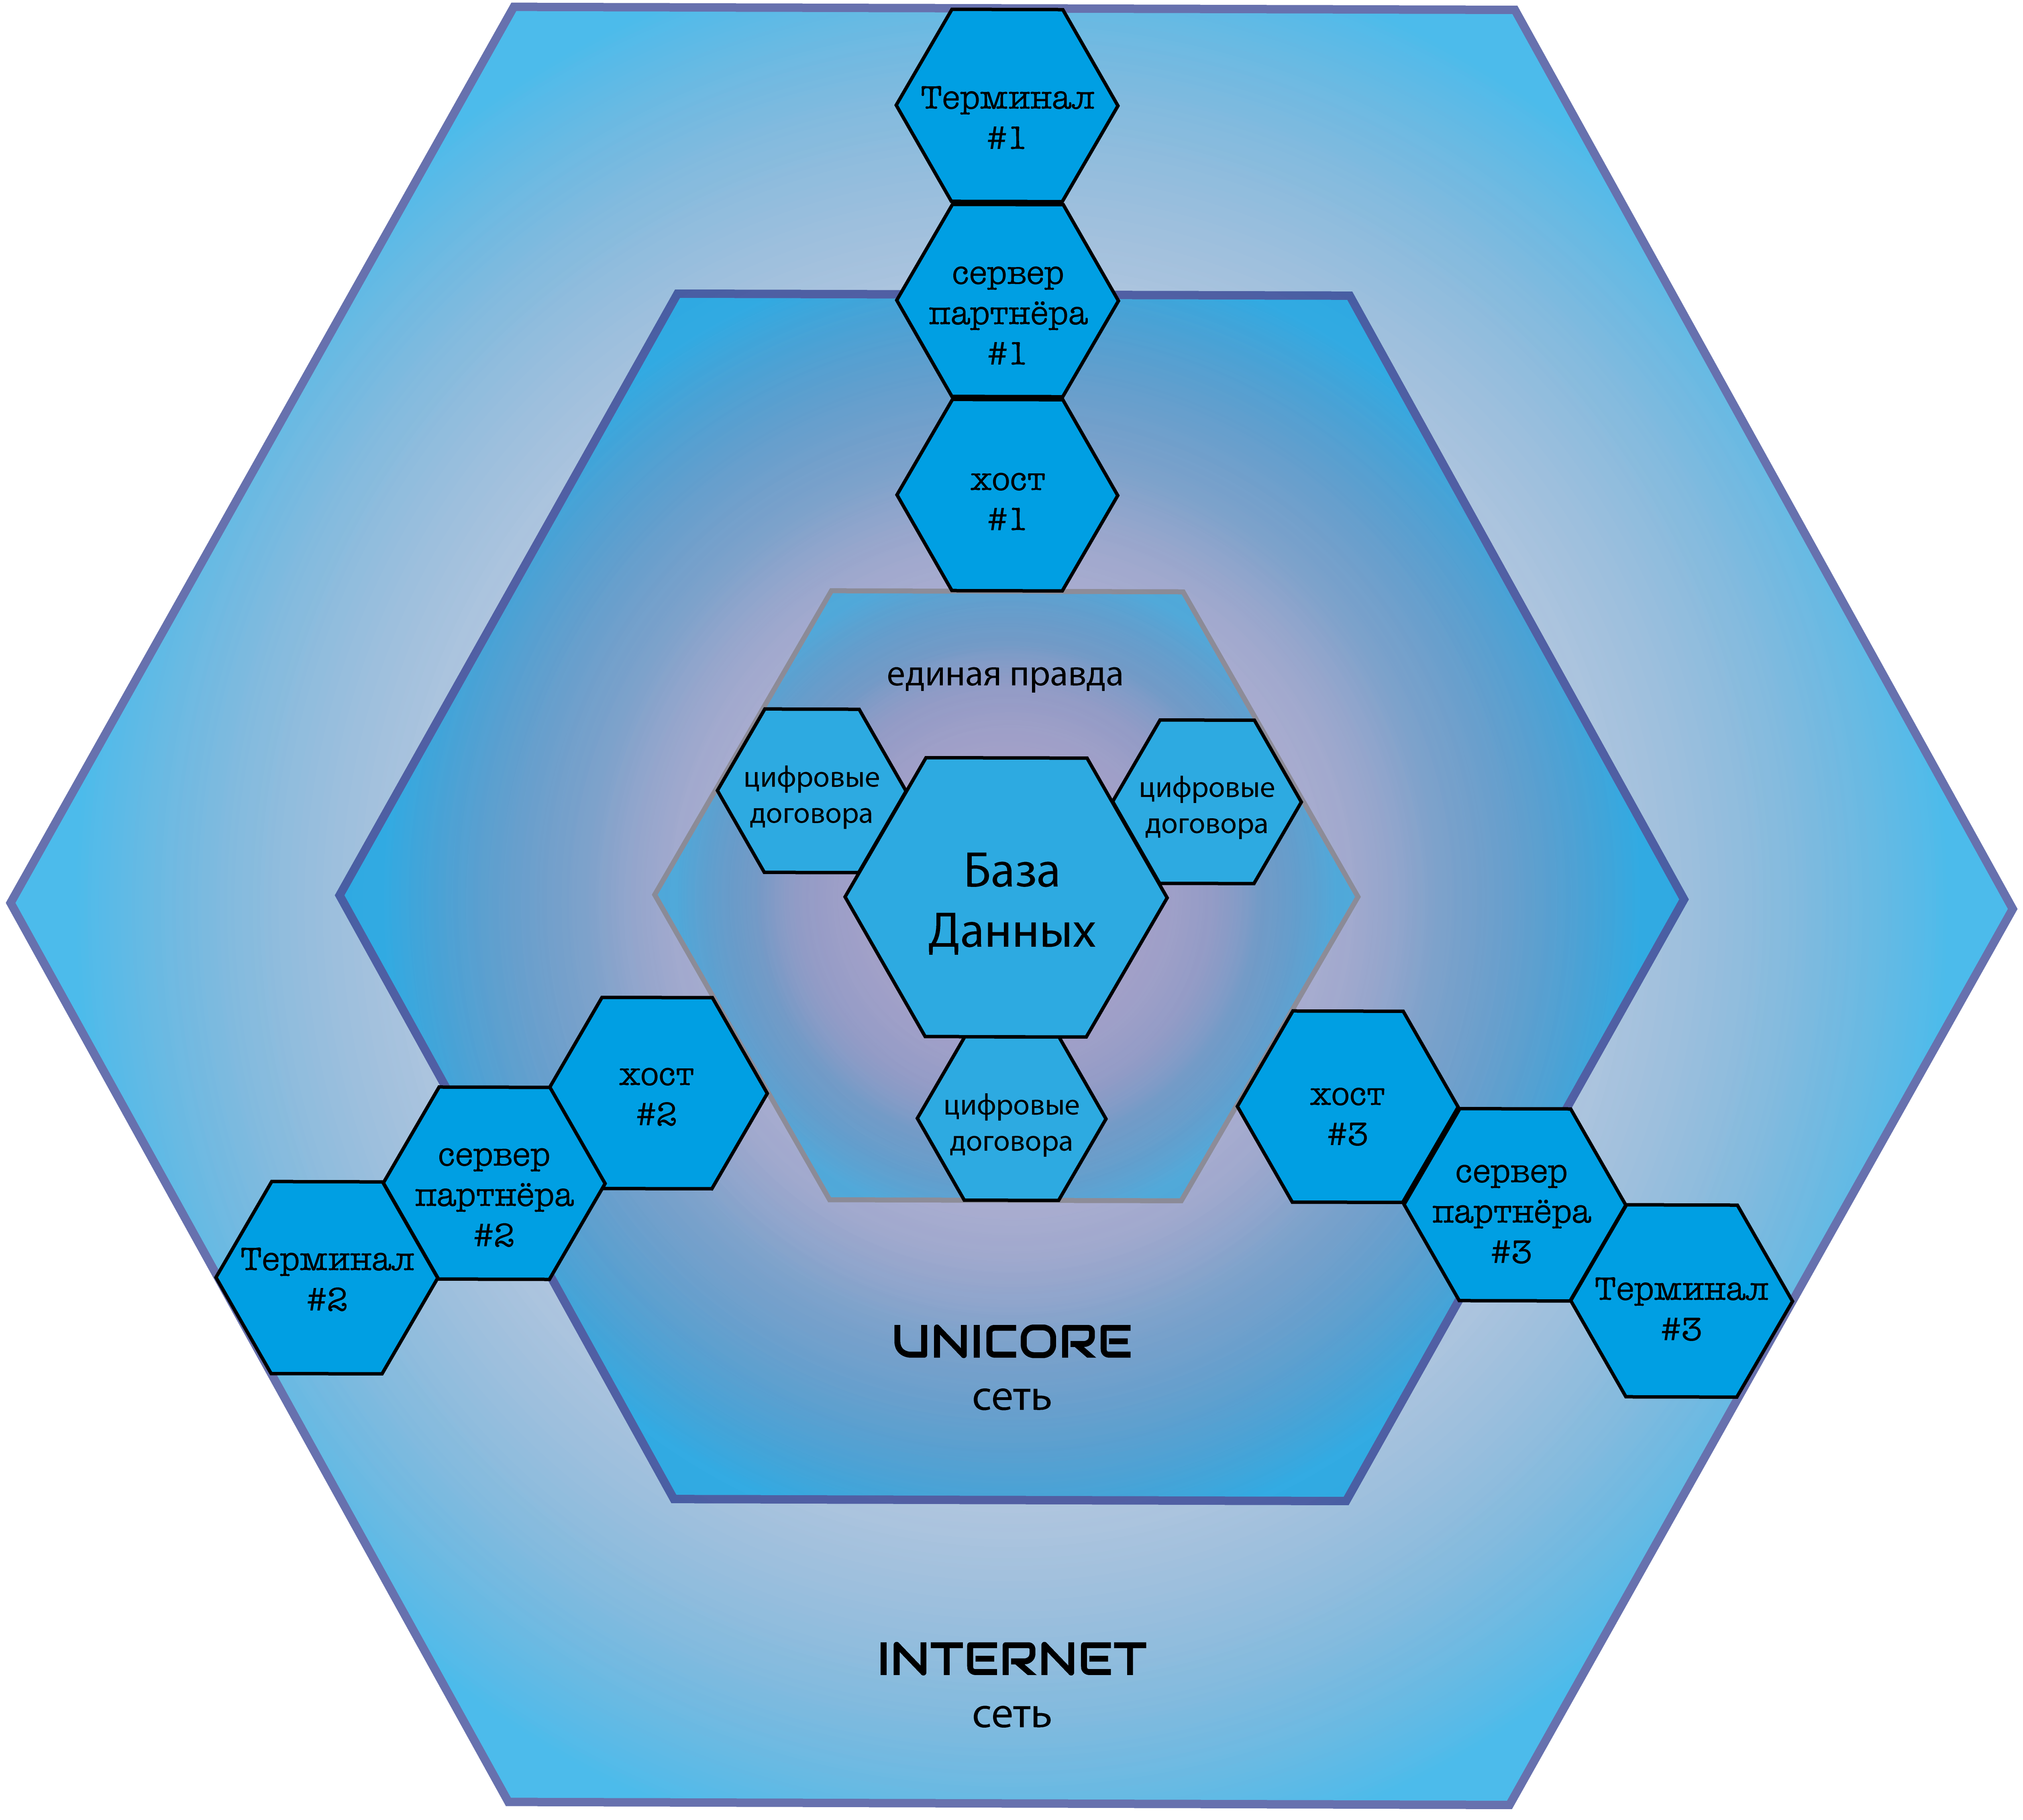 Терминал
#1
сервер
партнёра
#1
хост
#1
единая правда
цифровые
договора
цифровые
договора
База
Данных
цифровые
договора
хост
#2
сервер
партнёра
#2
Терминал
#2
хост
#3
сервер
партнёра
#3
Терминал
#3
UNICORE
сеть
INTERNET
сеть